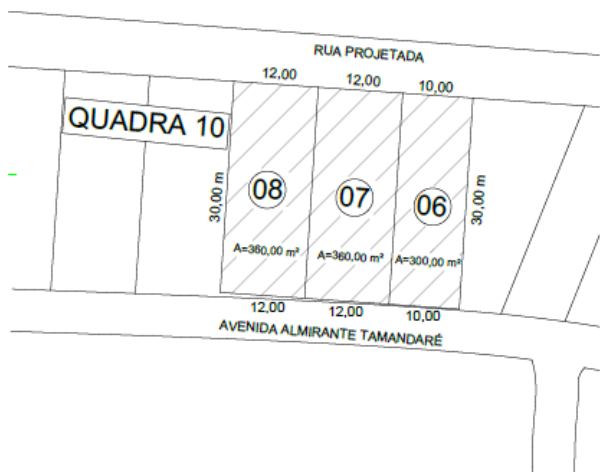 RUA PROJETADA
12,00 12,00 10,00
QUADRA 10
30,00 m 08 07 06 30,00 m
A=360,00 m² A=360,00 m² A=300,00 m²
12,00 12,00 10,00
AVENIDA ALMIRANTE TAMANDARÉ